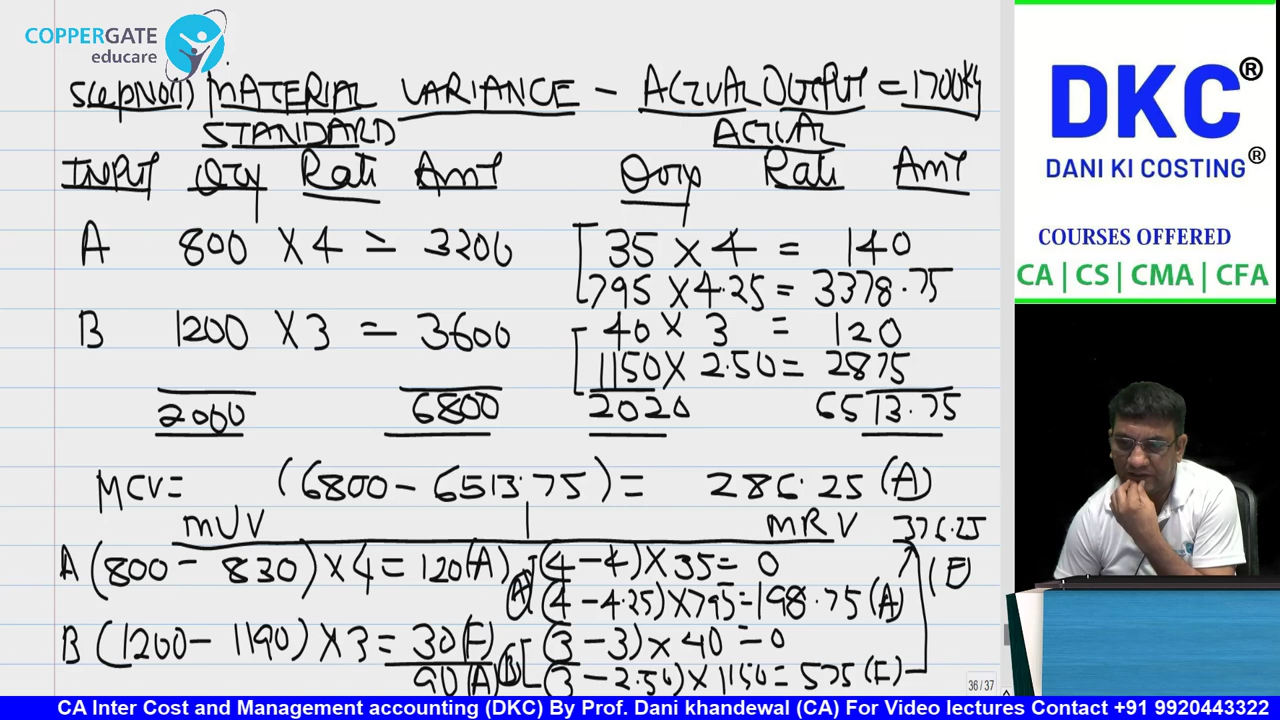 COPPERGATE
educare
Step No(1) MATERIAL VARIANCE - ACTUAL OUTPUT = 1700kg
STANDARD ACTUAL
INPUT Qty Rate Amt Qty Rate Amt
A 800 X 4 = 3200 [35 x 4 = 140
795 x 4.25 = 3378.75
B 1200 X 3 = 3600 [40 x 3 = 120
1150 x 2.50 = 2875
2000 6800 2020 6513.75
MCV = (6800 - 6513.75) = 286.25 (A)
MUV MRV 376.25
A (800 - 830) x 4 = 120 (A) [(4 - 4) x 35 = 0 (F)
(A) (4 - 4.25) x 795 = 198.75 (A)
B (1200 - 1190) x 3 = 30 (F) [(3 - 3) x 40 = 0
90 (A) (B) (3 - 2.50) x 1150 = 575 (F)
36 / 37
DKC®
DANI KI COSTING®
COURSES OFFERED
CA | CS | CMA | CFA
CA Inter Cost and Management accounting (DKC) By Prof. Dani khandewal (CA) For Video lectures Contact +91 9920443322